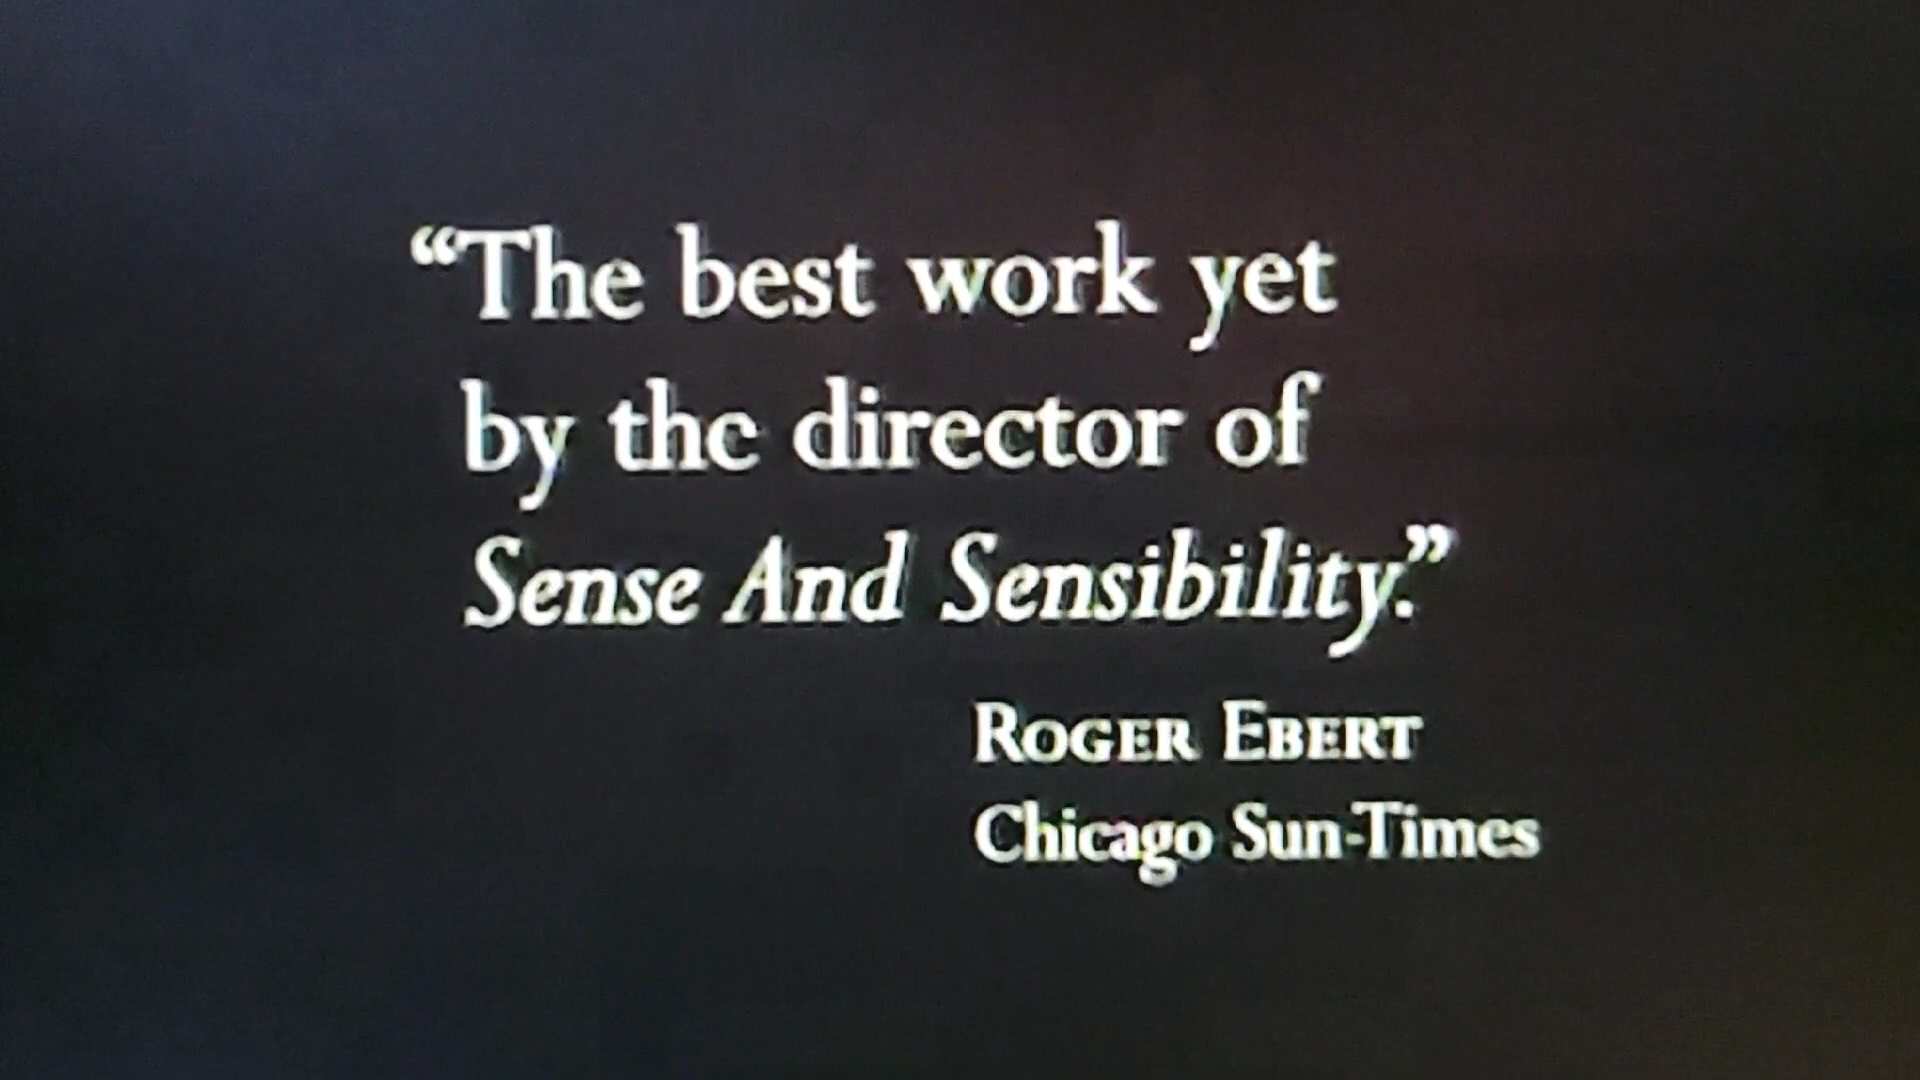 “The best work yet
by the director of
Sense And Sensibility.”
ROGER EBERT
Chicago Sun-Times